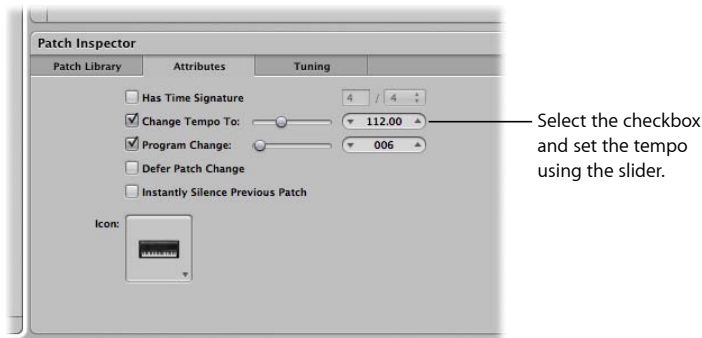 Patch Inspector
Patch Library Attributes Tuning
Has Time Signature 4 / 4
Change Tempo To: 112.00
Program Change: 006
Defer Patch Change
Instantly Silence Previous Patch
Icon:
Select the checkbox
and set the tempo
using the slider.